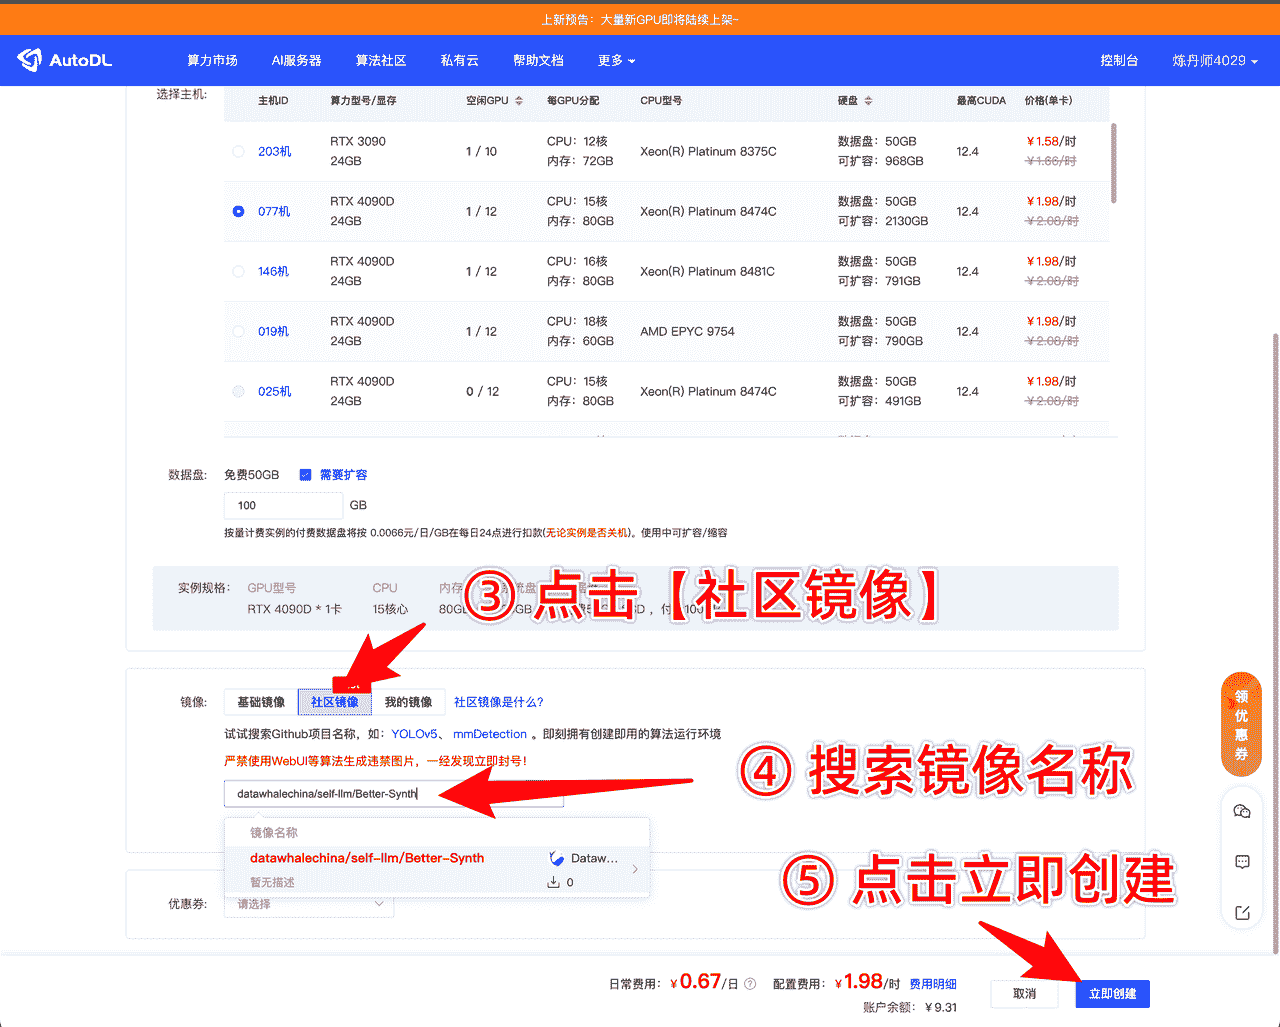 上新预告：大量新GPU即将陆续上架~
AutoDL 算力市场 AI服务器 算法社区 私有云 帮助文档 更多 控制台 炼丹师4029
选择主机: 主机ID 算力型号/显存 空闲GPU 每GPU分配 CPU型号 硬盘 最高CUDA 价格(单卡)
203机 RTX 3090 24GB 1 / 10 CPU：12核 内存：72GB Xeon(R) Platinum 8375C 数据盘：50GB 可扩容：968GB 12.4 ￥1.58/时 ￥1.66/时
077机 RTX 4090D 24GB 1 / 12 CPU：15核 内存：80GB Xeon(R) Platinum 8474C 数据盘：50GB 可扩容：2130GB 12.4 ￥1.98/时 ￥2.08/时
146机 RTX 4090D 24GB 1 / 12 CPU：16核 内存：80GB Xeon(R) Platinum 8481C 数据盘：50GB 可扩容：791GB 12.4 ￥1.98/时 ￥2.08/时
019机 RTX 4090D 24GB 1 / 12 CPU：18核 内存：60GB AMD EPYC 9754 数据盘：50GB 可扩容：790GB 12.4 ￥1.98/时 ￥2.08/时
025机 RTX 4090D 24GB 0 / 12 CPU：15核 内存：80GB Xeon(R) Platinum 8474C 数据盘：50GB 可扩容：491GB 12.4 ￥1.98/时 ￥2.08/时
数据盘: 免费50GB 需要扩容
100 GB
按量计费实例的付费数据盘将按 0.0066元/日/GB在每日24点进行扣款(无论实例是否关机)。使用中可扩容/缩容
实例规格: GPU型号 CPU 内存
RTX 4090D * 1卡 15核心
③ 点击【社区镜像】
镜像: 基础镜像 社区镜像 我的镜像 社区镜像是什么?
试试搜索Github项目名称，如：YOLOv5、 mmDetection 。即刻拥有创建即用的算法运行环境
严禁使用WebUI等算法生成违禁图片，一经发现立即封号!
④ 搜索镜像名称
datawhalechina/self-llm/Better-Synth
镜像名称
datawhalechina/self-llm/Better-Synth Dataw...
暂无描述 0
⑤ 点击立即创建
优惠券: 请选择
领优惠券
日常费用：￥0.67/日 配置费用：￥1.98/时 费用明细
账户余额：￥9.31
取消 立即创建